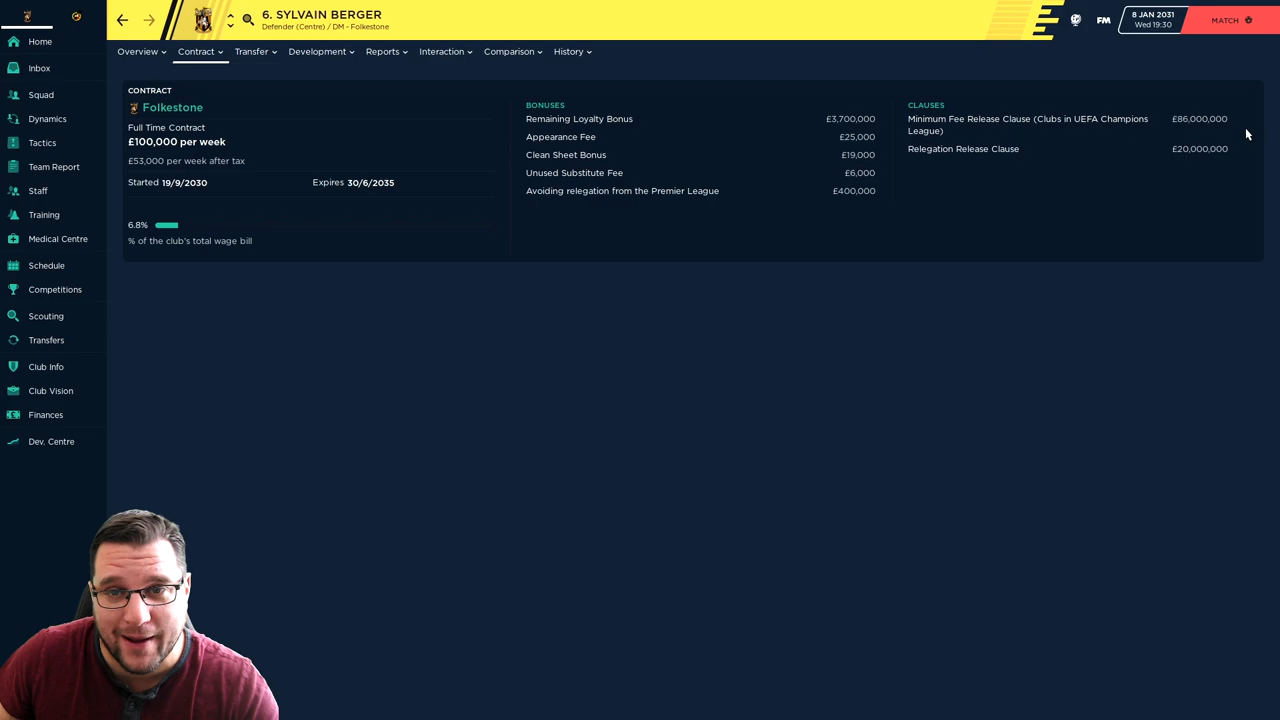 6. SYLVAIN BERGER
Defender (Centre) / DM - Folkestone
FM
8 JAN 2031
Wed 19:30
MATCH
Home
Inbox
Squad
Dynamics
Tactics
Team Report
Staff
Training
Medical Centre
Schedule
Competitions
Scouting
Transfers
Club Info
Club Vision
Finances
Dev. Centre
Overview Contract Transfer Development Reports Interaction Comparison History
CONTRACT
Folkestone
Full Time Contract
£100,000 per week
£53,000 per week after tax
Started 19/9/2030 Expires 30/6/2035
6.8%
% of the club's total wage bill
BONUSES
Remaining Loyalty Bonus £3,700,000
Appearance Fee £25,000
Clean Sheet Bonus £19,000
Unused Substitute Fee £6,000
Avoiding relegation from the Premier League £400,000
CLAUSES
Minimum Fee Release Clause (Clubs in UEFA Champions £86,000,000
League)
Relegation Release Clause £20,000,000